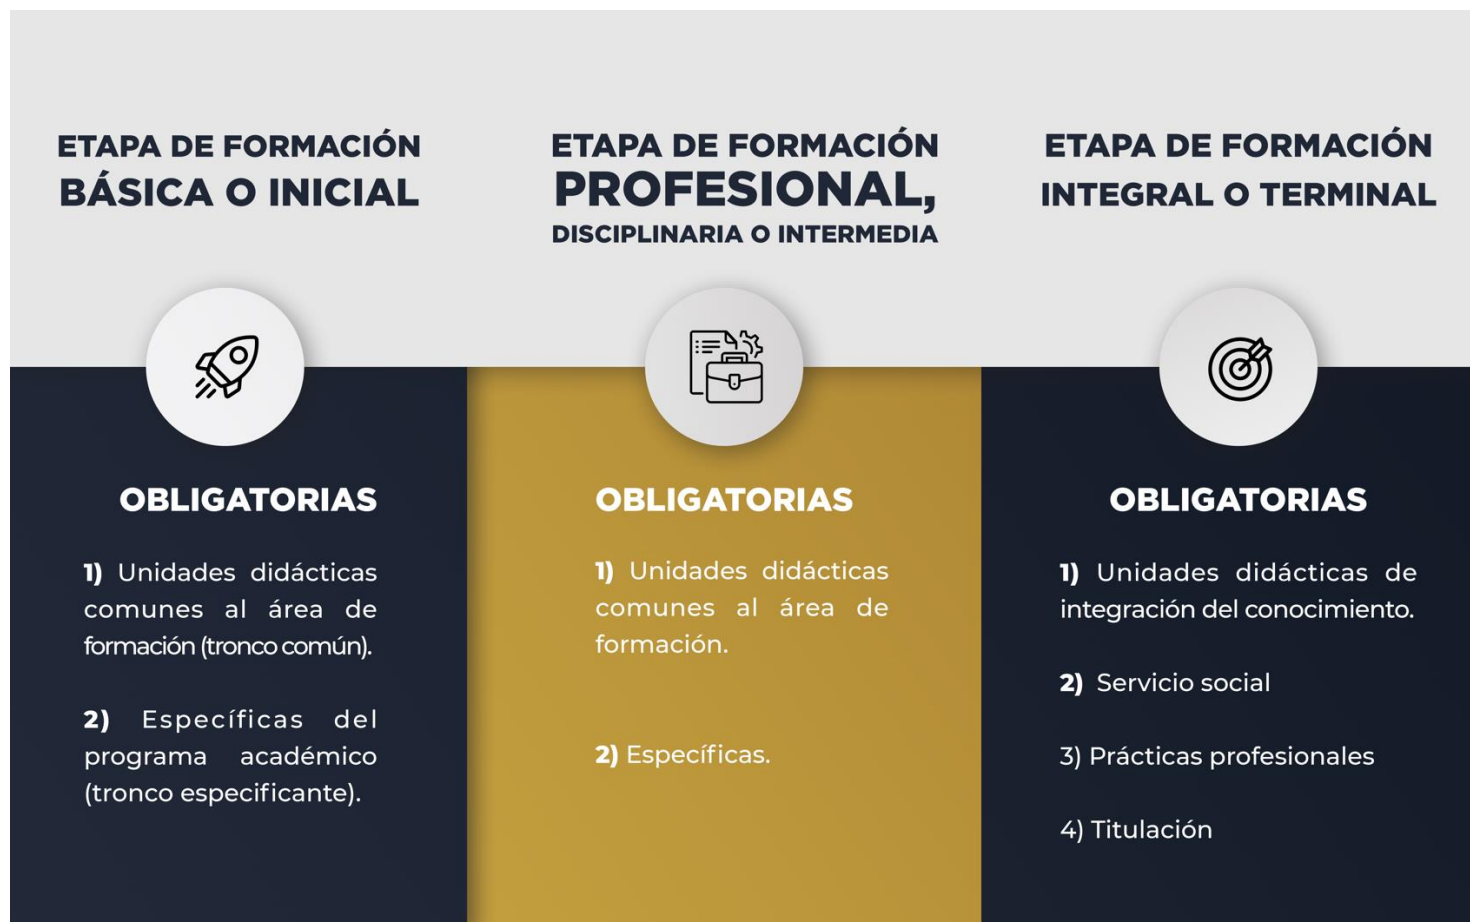 ETAPA DE FORMACIÓN
BÁSICA O INICIAL
OBLIGATORIAS
1) Unidades didácticas
comunes al área de
formación (tronco común).
2) Específicas del
programa académico
(tronco especificante).
ETAPA DE FORMACIÓN
PROFESIONAL,
DISCIPLINARIA O INTERMEDIA
OBLIGATORIAS
1) Unidades didácticas
comunes al área de
formación.
2) Específicas.
ETAPA DE FORMACIÓN
INTEGRAL O TERMINAL
OBLIGATORIAS
1) Unidades didácticas de
integración del conocimiento.
2) Servicio social
3) Prácticas profesionales
4) Titulación